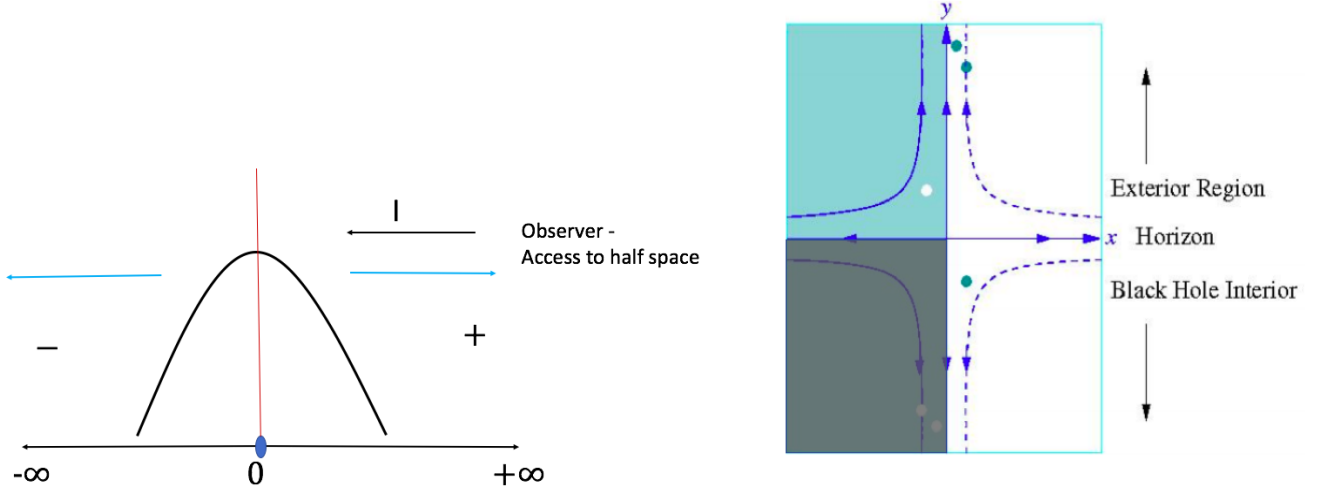 I
Observer -
Access to half space
−
+
-∞
0
+∞
y
Exterior Region
x Horizon
Black Hole Interior